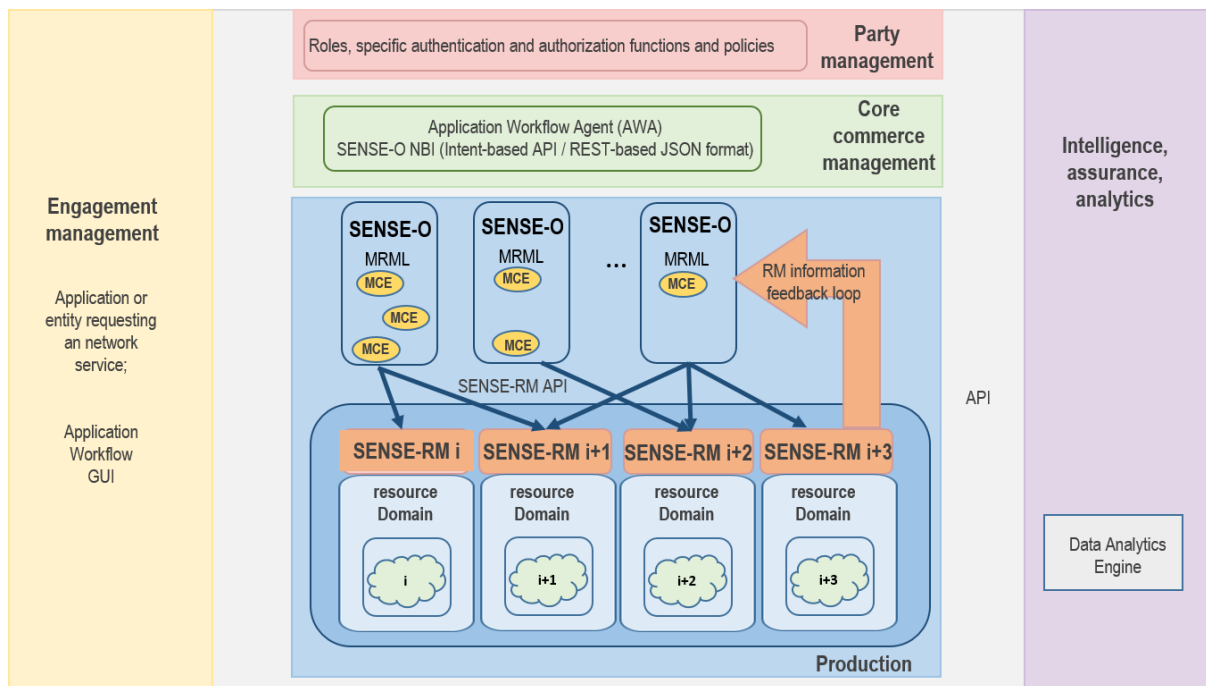 Engagement
management
Application or
entity requesting
an network
service;
Application
Workflow
GUI
Roles, specific authentication and authorization functions and policies
Party
management
Application Workflow Agent (AWA)
SENSE-O NBI (Intent-based API / REST-based JSON format)
Core
commerce
management
SENSE-O
MRML
MCE
MCE
MCE
SENSE-O
MRML
MCE
MCE
...
SENSE-O
MRML
MCE
RM information
feedback loop
SENSE-RM API
SENSE-RM i
SENSE-RM i+1
SENSE-RM i+2
SENSE-RM i+3
resource
Domain
i
resource
Domain
i+1
resource
Domain
i+2
resource
Domain
i+3
Production
API
Intelligence,
assurance,
analytics
Data Analytics
Engine